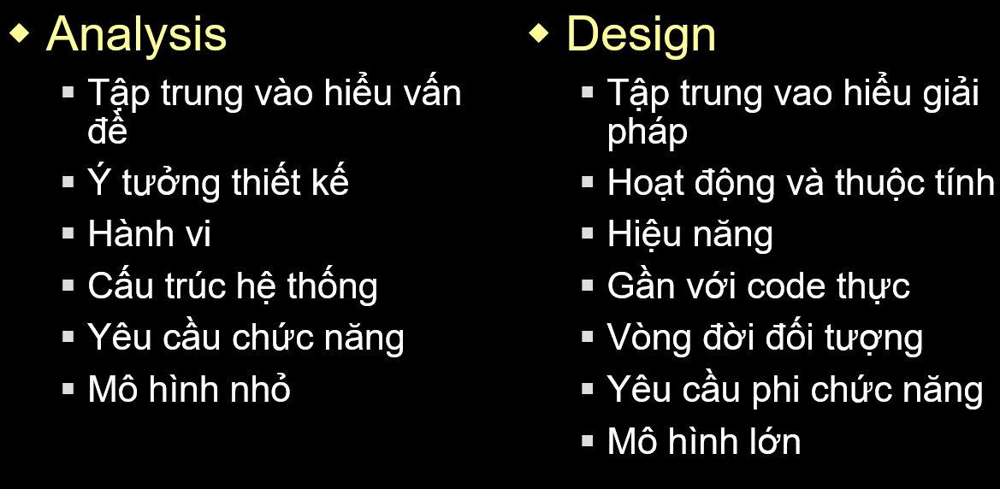 Analysis
Tập trung vào hiểu vấn
đề
Ý tưởng thiết kế
Hành vi
Cấu trúc hệ thống
Yêu cầu chức năng
Mô hình nhỏ
Design
Tập trung vao hiểu giải
pháp
Hoạt động và thuộc tính
Hiệu năng
Gần với code thực
Vòng đời đối tượng
Yêu cầu phi chức năng
Mô hình lớn